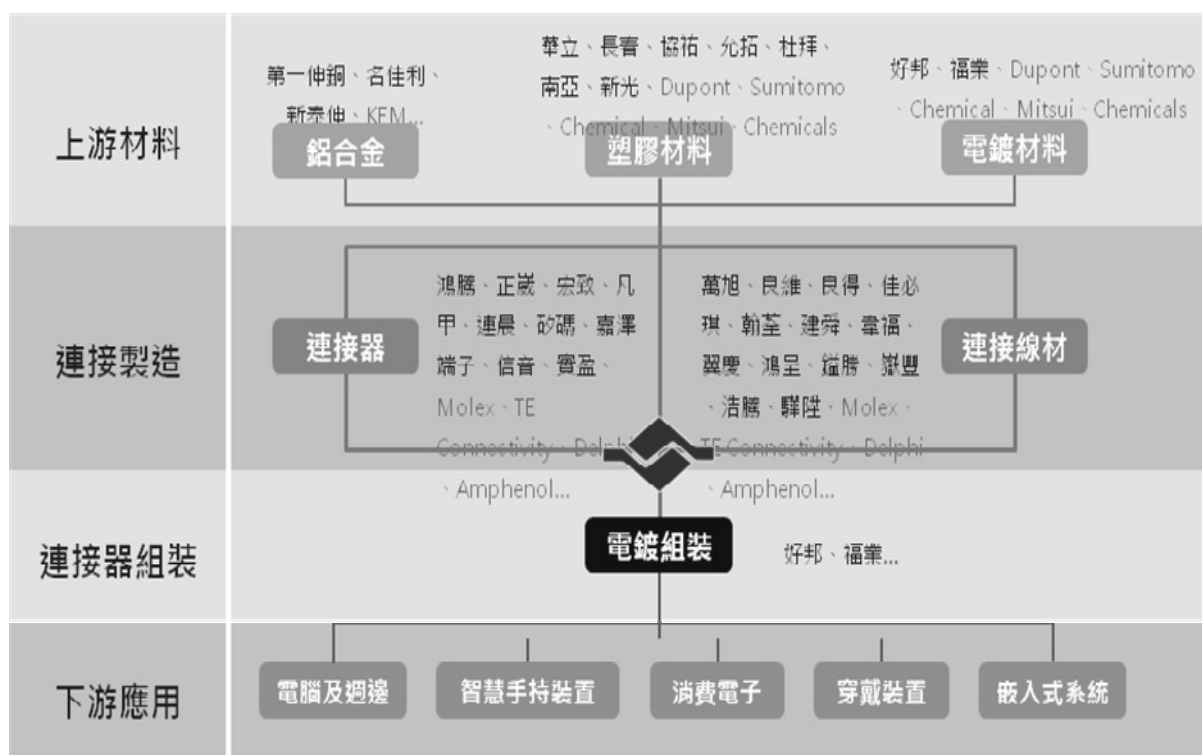 上游材料
第一伸銅、名佳利、
新泰伸、KEM...
鋁合金
華立、長春、協祐、允拓、杜拜、
南亞、新光、Dupont、Sumitomo
、Chemical、Mitsui、Chemicals
塑膠材料
好邦、福業、Dupont、Sumitomo
、Chemical、Mitsui、Chemicals
電鍍材料
連接製造
連接器
鴻騰、正崴、宏致、凡
甲、連晨、矽瑪、嘉澤
端子、信音、實盈、
Molex、TE
Connectivity、Delphi
、Amphenol...
萬旭、良維、良得、佳必
琪、翰荃、建舜、韋福、
翼慶、鴻呈、鎰勝、嶽豐
、浩騰、驊陞、Molex、
TE Connectivity、Delphi
、Amphenol...
連接線材
連接器組裝
電鍍組裝
好邦、福業...
下游應用
電腦及週邊
智慧手持裝置
消費電子
穿戴裝置
嵌入式系統